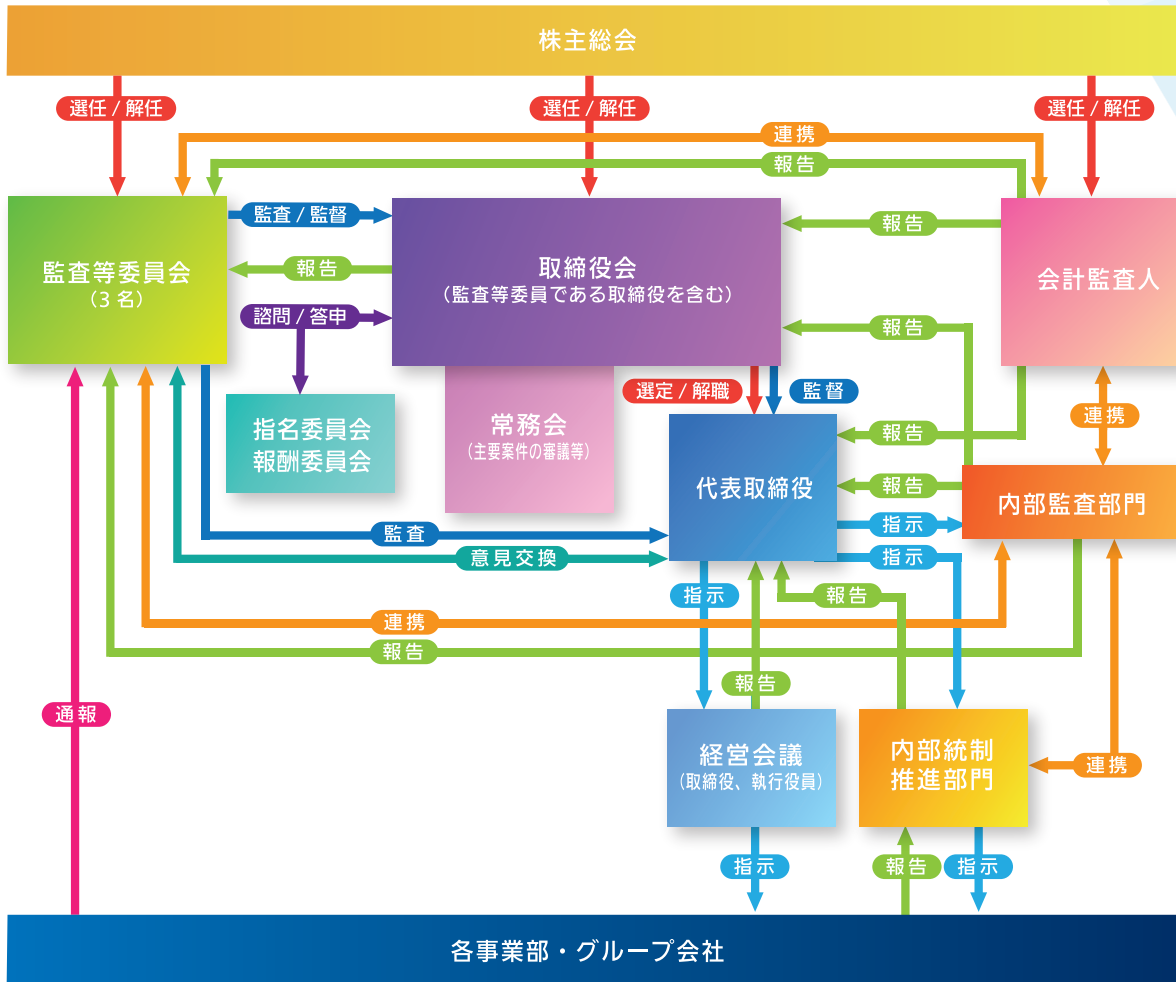 株主総会
選任 / 解任
選任 / 解任
選任 / 解任
連携
報告
監査 / 監督
報告
報告
諮問 / 答申
監査等委員会
（3 名）
取締役会
（監査等委員である取締役を含む）
会計監査人
報告
選定 / 解職
監督
指名委員会
報酬委員会
常務会
（主要案件の審議等）
連携
報告
代表取締役
報告
内部監査部門
指示
監査
意見交換
指示
指示
報告
連携
報告
報告
通報
経営会議
（取締役、執行役員）
内部統制
推進部門
連携
指示
報告
指示
各事業部・グループ会社